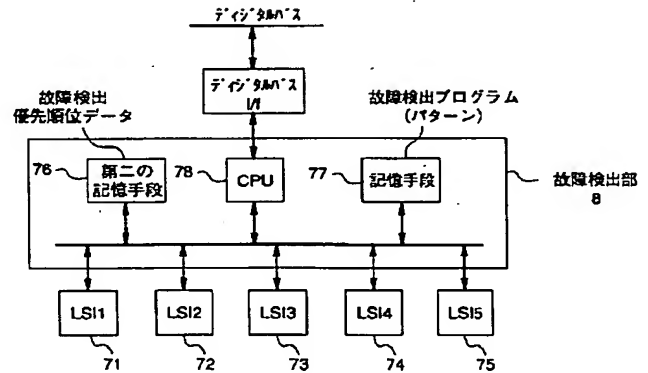 ディジタルバス
ディジタルバス
I/f
故障検出
優先順位データ
故障検出プログラム
(パターン)
76
第二の
記憶手段
78
CPU
77
記憶手段
故障検出部
8
LSI1
LSI2
LSI3
LSI4
LSI5
71
72
73
74
75